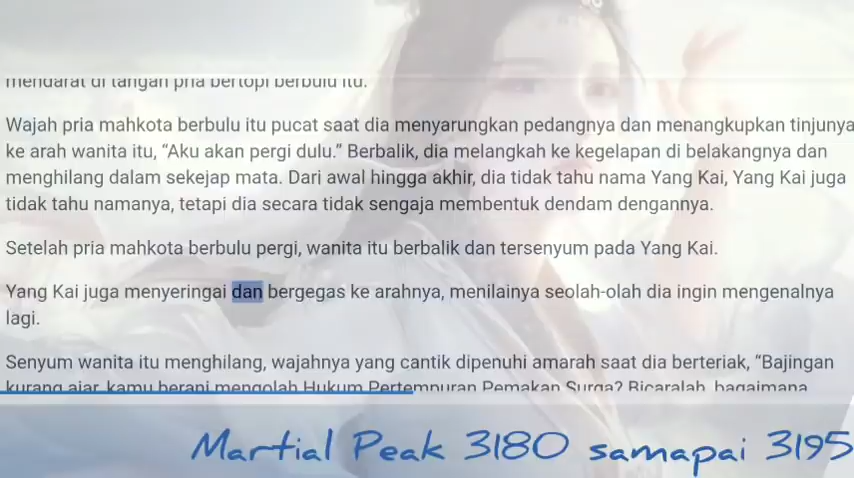 mendarat di tangan pria bertopi berbulu itu.
Wajah pria mahkota berbulu itu pucat saat dia menyarungkan pedangnya dan menangkupkan tinjunya
ke arah wanita itu, “Aku akan pergi dulu.” Berbalik, dia melangkah ke kegelapan di belakangnya dan
menghilang dalam sekejap mata. Dari awal hingga akhir, dia tidak tahu nama Yang Kai, Yang Kai juga
tidak tahu namanya, tetapi dia secara tidak sengaja membentuk dendam dengannya.
Setelah pria mahkota berbulu pergi, wanita itu berbalik dan tersenyum pada Yang Kai.
Yang Kai juga menyeringai dan bergegas ke arahnya, menilainya seolah-olah dia ingin mengenalnya
lagi.
Senyum wanita itu menghilang, wajahnya yang cantik dipenuhi amarah saat dia berteriak, “Bajingan
kurang ajar, kamu berani mengolah Hukum Pertempuran Pemakan Surga? Bicaralah, bagaimana
Martial Peak 3180 samapai 3195